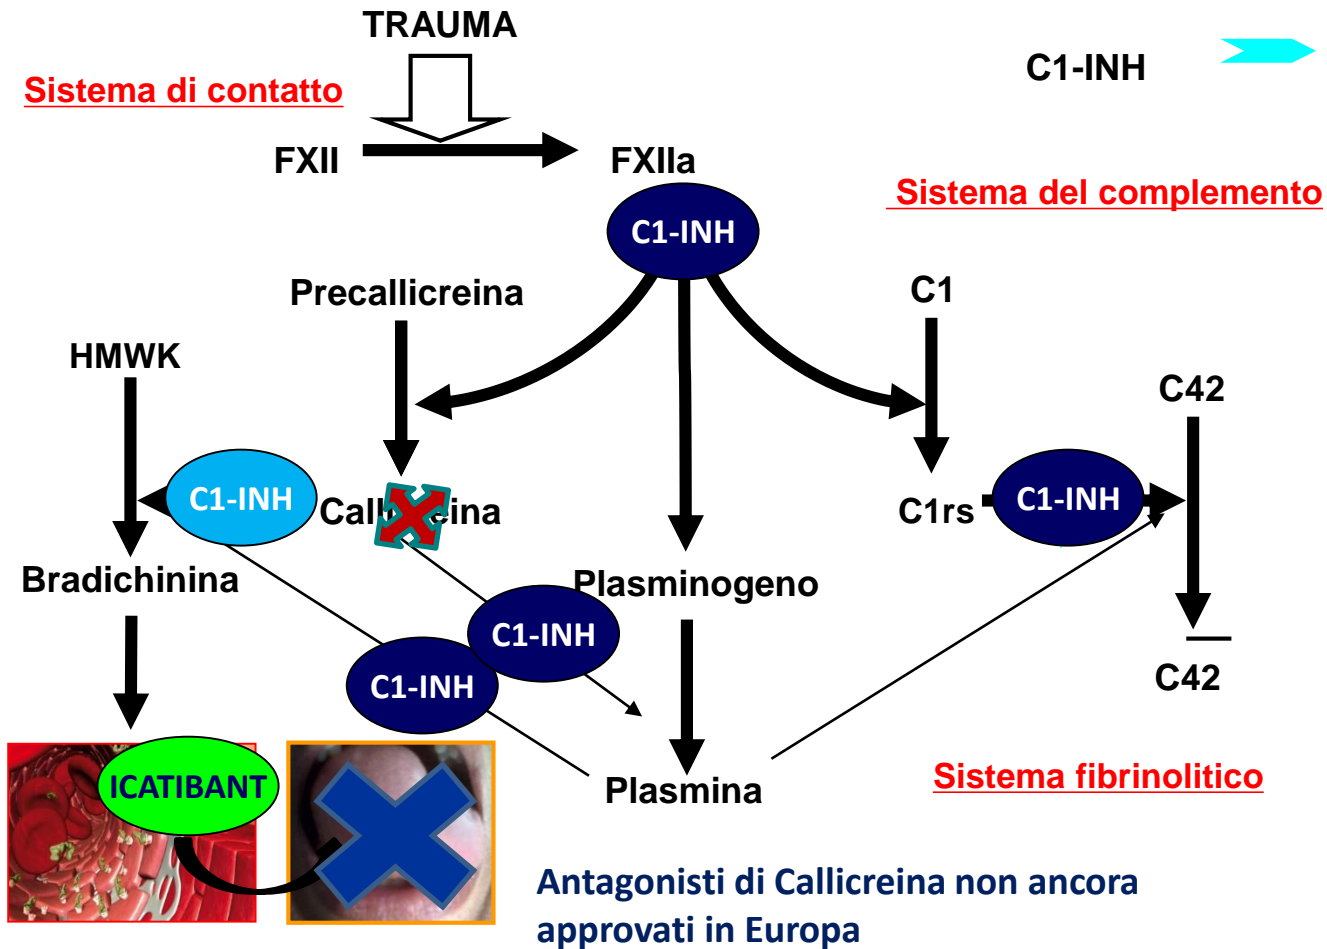 TRAUMA
C1-INH
Sistema di contatto
FXII
FXIIa
Sistema del complemento
C1-INH
Precallicreina
C1
HMWK
C42
C1-INH
Callicreina
C1rs
C1-INH
Bradichinina
Plasminogeno
C1-INH
C1-INH
C42
ICATIBANT
Plasmina
Sistema fibrinolitico
Antagonisti di Callicreina non ancora
approvati in Europa